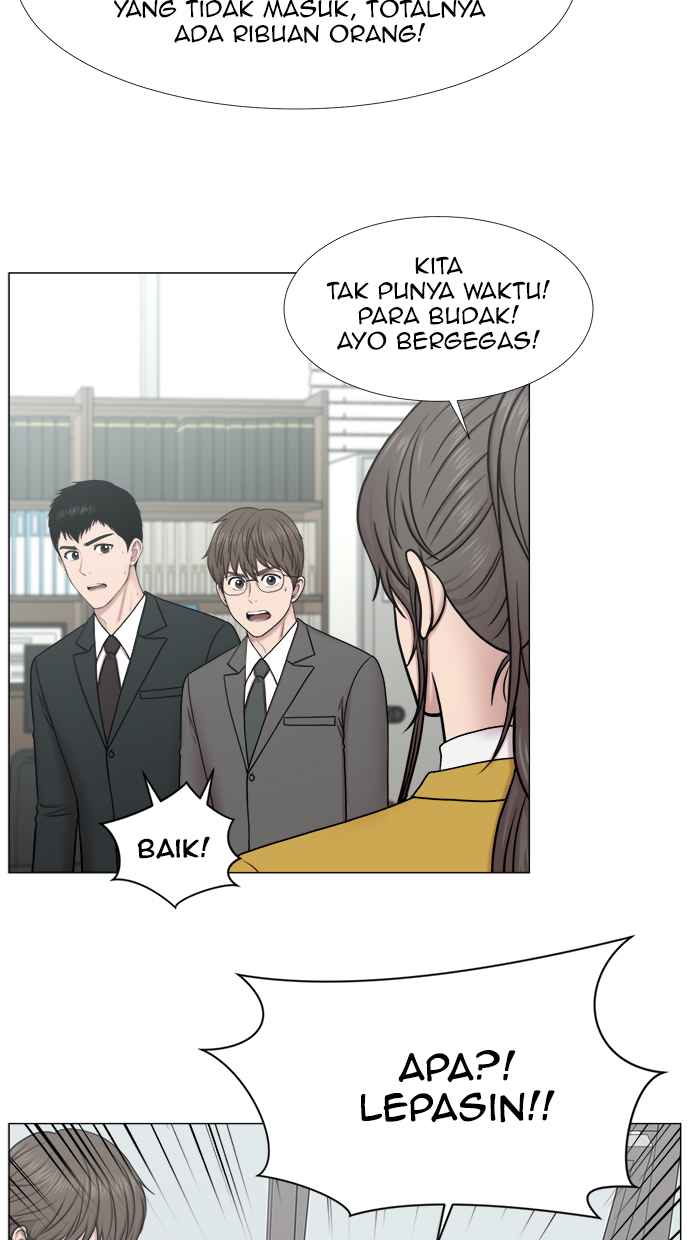 YANG TIDAK MASUK, TOTALNYA
ADA RIBUAN ORANG!
KITA
TAK PUNYA WAKTU!
PARA BUDAK!
AYO BERGEGAS!
BAIK!
APA?!
LEPASIN!!